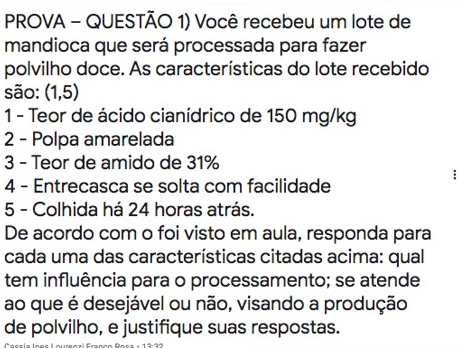 PROVA – QUESTÃO 1) Você recebeu um lote de
mandioca que será processada para fazer
polvilho doce. As características do lote recebido
são: (1,5)
1 - Teor de ácido cianídrico de 150 mg/kg
2 - Polpa amarelada
3 - Teor de amido de 31%
4 - Entrecasca se solta com facilidade
5 - Colhida há 24 horas atrás.
De acordo com o foi visto em aula, responda para
cada uma das características citadas acima: qual
tem influência para o processamento; se atende
ao que é desejável ou não, visando a produção
de polvilho, e justifique suas respostas.
Cassia Ines Lourenzi Franco Rosa • 13:32